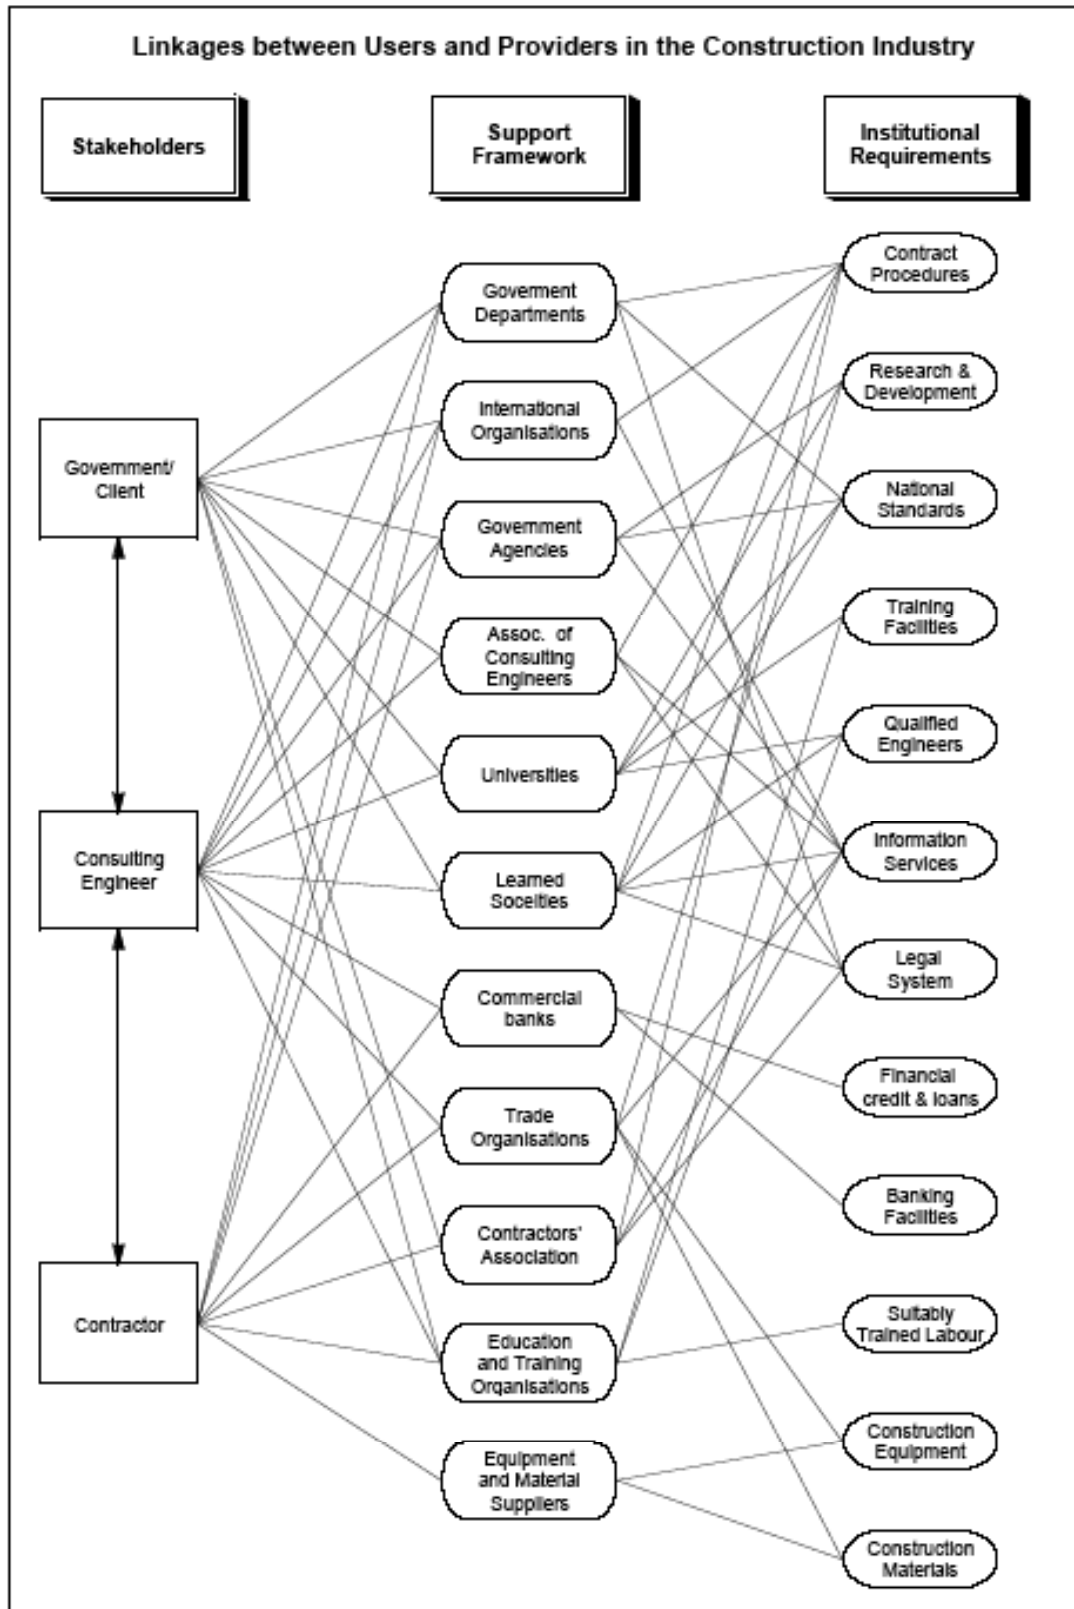 Linkages between Users and Providers in the Construction Industry
Stakeholders
Support
Framework
Institutional
Requirements
Government/
Client
Consulting
Engineer
Contractor
Goverment
Departments
International
Organisations
Government
Agencies
Assoc. of
Consulting
Engineers
Universities
Learned
Soceities
Commercial
banks
Trade
Organisations
Contractors'
Association
Education
and Training
Organisations
Equipment
and Material
Suppliers
Contract
Procedures
Research &
Development
National
Standards
Training
Facilities
Qualified
Engineers
Information
Services
Legal
System
Financial
credit & loans
Banking
Facilities
Suitably
Trained Labour
Construction
Equipment
Construction
Materials